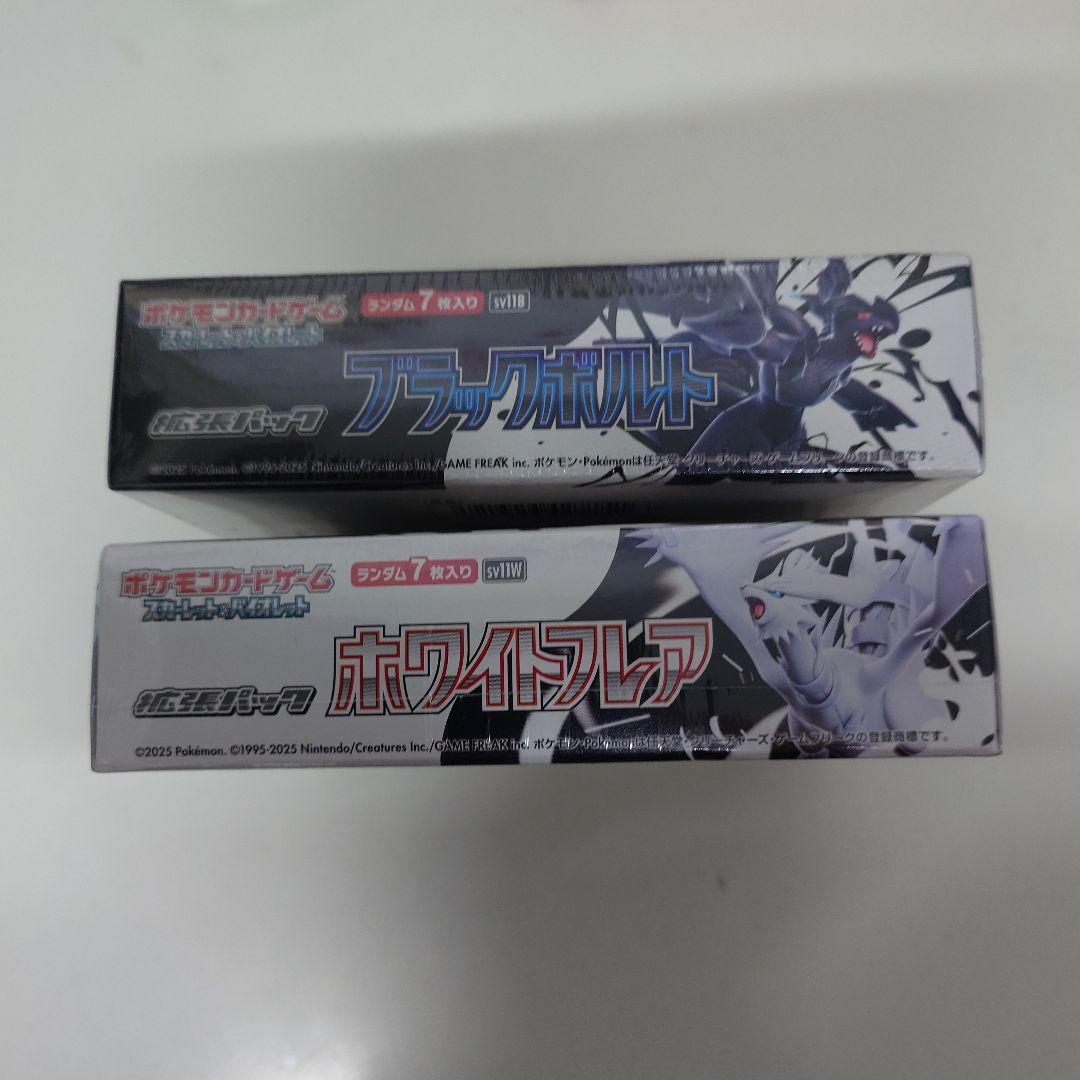 ポケモンカードゲーム
スカーレット&バイオレット
ランダム7枚入り
sv11B
ブラックボルト
拡張パック
©2025 Pokémon. ©1995-2025 Nintendo/Creatures Inc./GAME FREAK inc. ポケモン・Pokémonは任天堂・クリーチャーズ・ゲームフリークの登録商標です。
ポケモンカードゲーム
スカーレット&バイオレット
ランダム7枚入り
sv11W
ホワイトフレア
拡張パック
©2025 Pokémon. ©1995-2025 Nintendo/Creatures Inc./GAME FREAK inc. ポケモン・Pokémonは任天堂・クリーチャーズ・ゲームフリークの登録商標です。